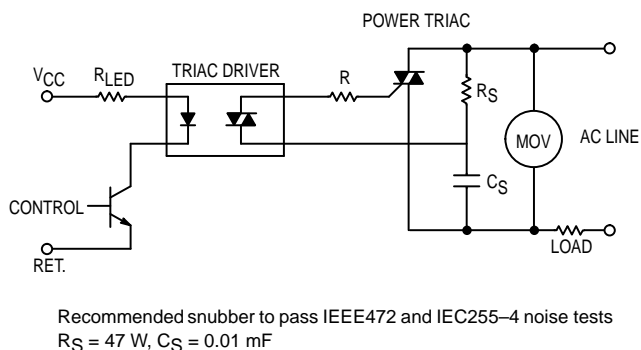 POWER TRIAC
VCC
RLED
TRIAC DRIVER
R
RS
MOV
AC LINE
CS
CONTROL
LOAD
RET.
Recommended snubber to pass IEEE472 and IEC255–4 noise tests
RS = 47 W, CS = 0.01 mF